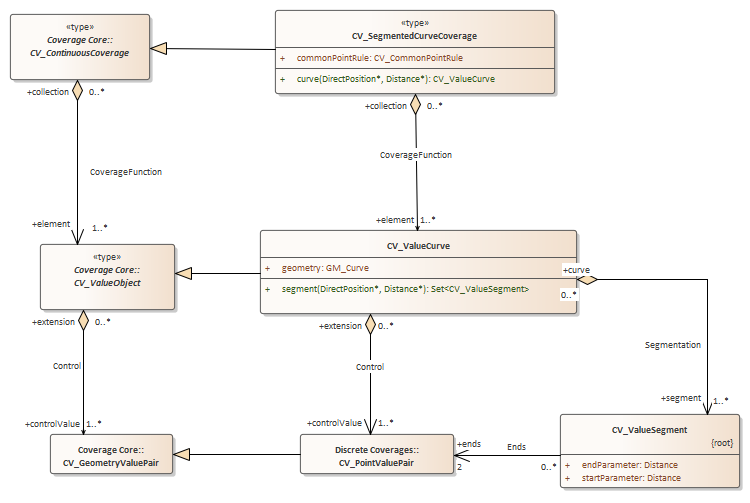 «type»
Coverage Core::
CV_ContinuousCoverage
«type»
CV_SegmentedCurveCoverage
+ commonPointRule: CV_CommonPointRule
+ curve(DirectPosition*, Distance*): CV_ValueCurve
+collection 0..*
+collection 0..*
CoverageFunction
CoverageFunction
+element 1..*
+element 1..*
«type»
Coverage Core::
CV_ValueObject
CV_ValueCurve
+ geometry: GM_Curve
+ segment(DirectPosition*, Distance*): Set<CV_ValueSegment>
+curve
0..*
+extension 0..*
+extension 0..*
Segmentation
Control
Control
+segment 1..*
+controlValue 1..*
+controlValue 1..*
Coverage Core::
CV_GeometryValuePair
Discrete Coverages::
CV_PointValuePair
+ends
2
Ends
0..*
CV_ValueSegment
{root}
+ endParameter: Distance
+ startParameter: Distance